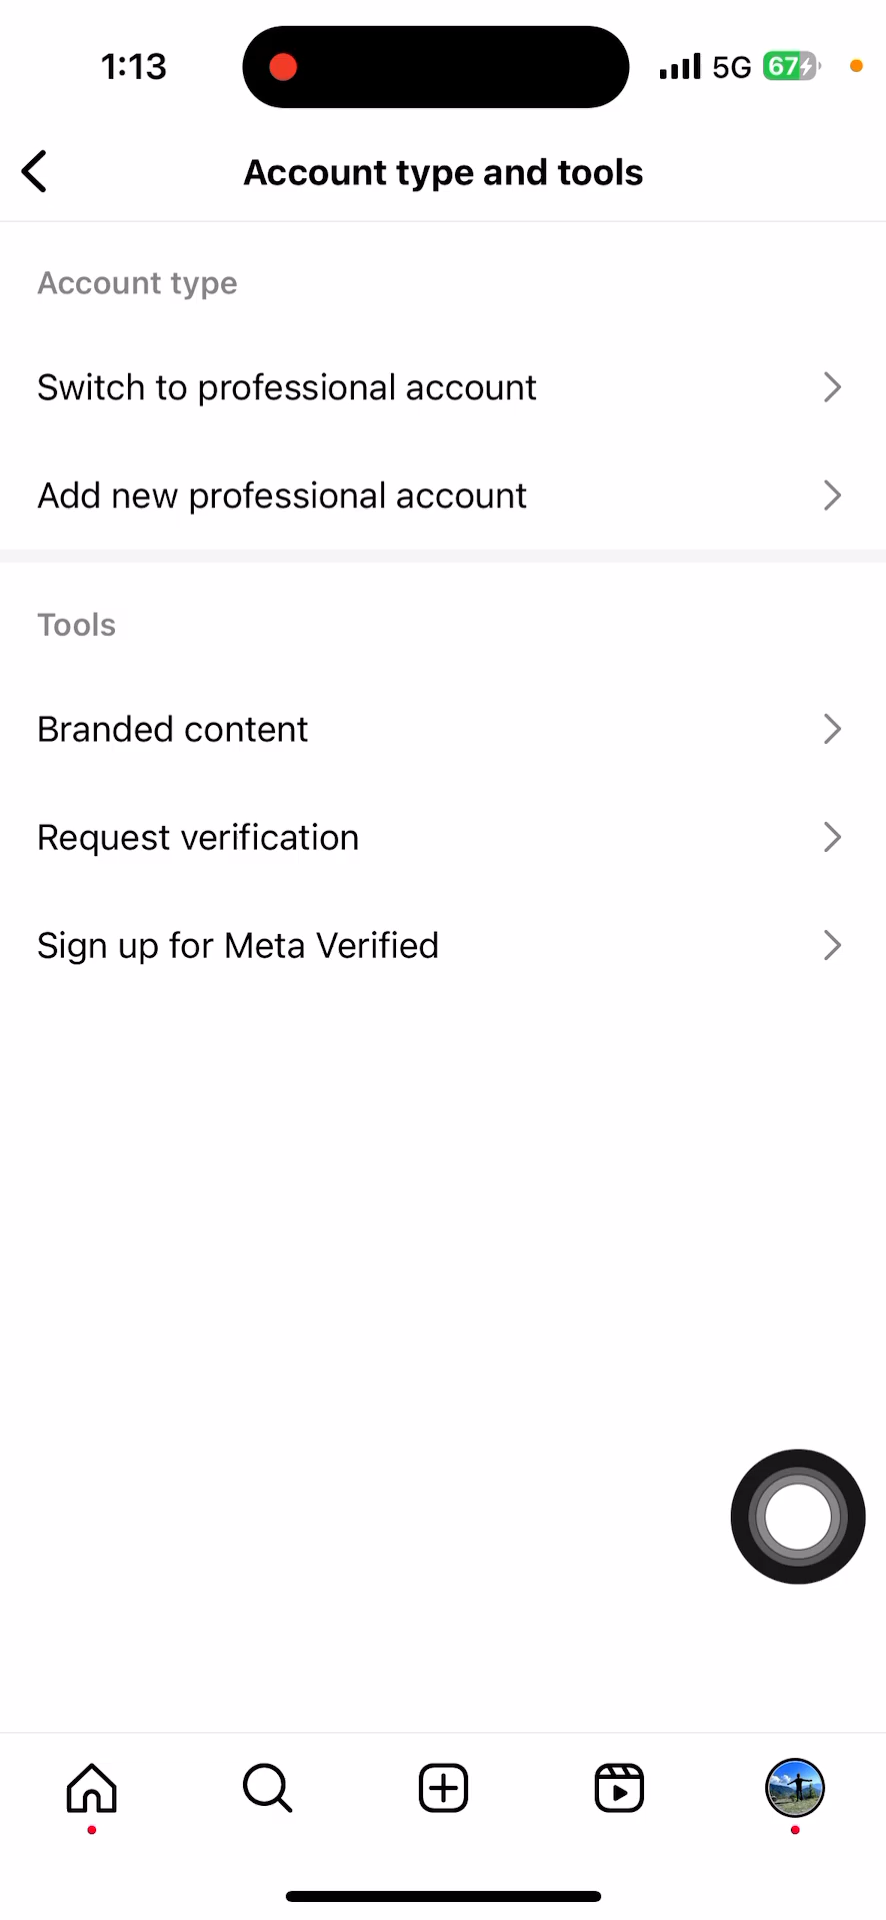 1:13
5G
67
Account type and tools
Account type
Switch to professional account
Add new professional account
Tools
Branded content
Request verification
Sign up for Meta Verified